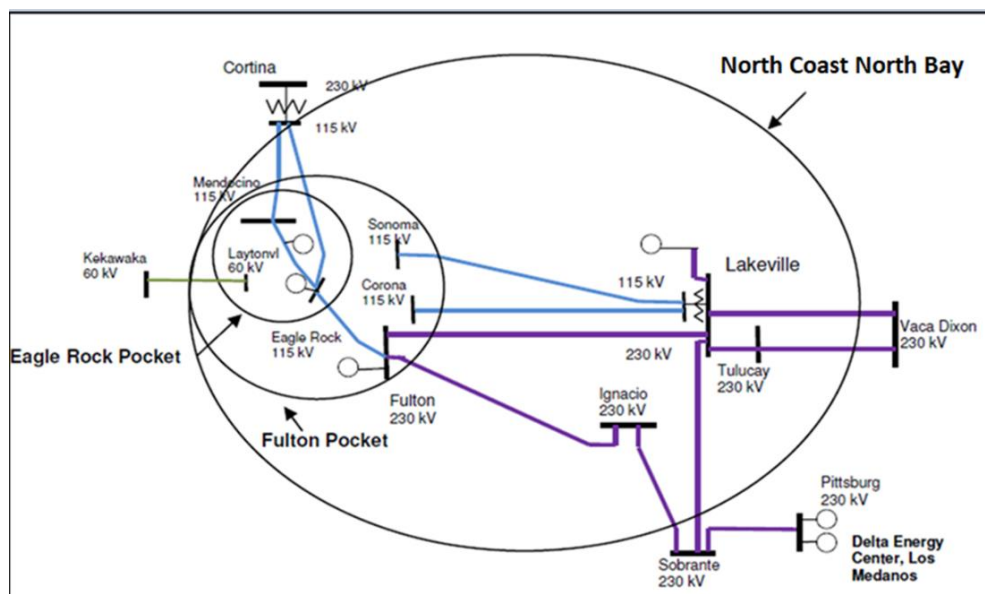 North Coast North Bay
Cortina
230 kV
115 kV
Mendocino
115 kV
Sonoma
115 kV
Laytonvl
60 kV
Kekawaka
60 kV
Corona
115 kV
115 kV
Lakeville
Eagle Rock Pocket
Eagle Rock
115 kV
230 kV
Tulucay
230 kV
Vaca Dixon
230 kV
Fulton
230 kV
Ignacio
230 kV
Fulton Pocket
Pittsburg
230 kV
Delta Energy
Center, Los
Medanos
Sobrante
230 kV